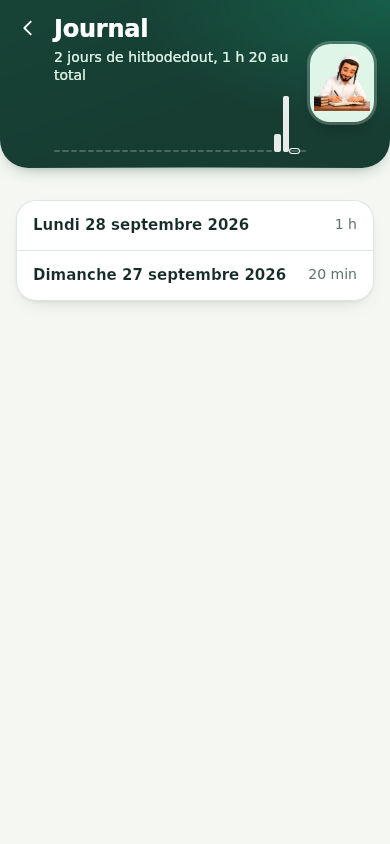 Journal
2 jours de hitbodedout, 1 h 20 au
total
Lundi 28 septembre 2026 1 h
Dimanche 27 septembre 2026 20 min